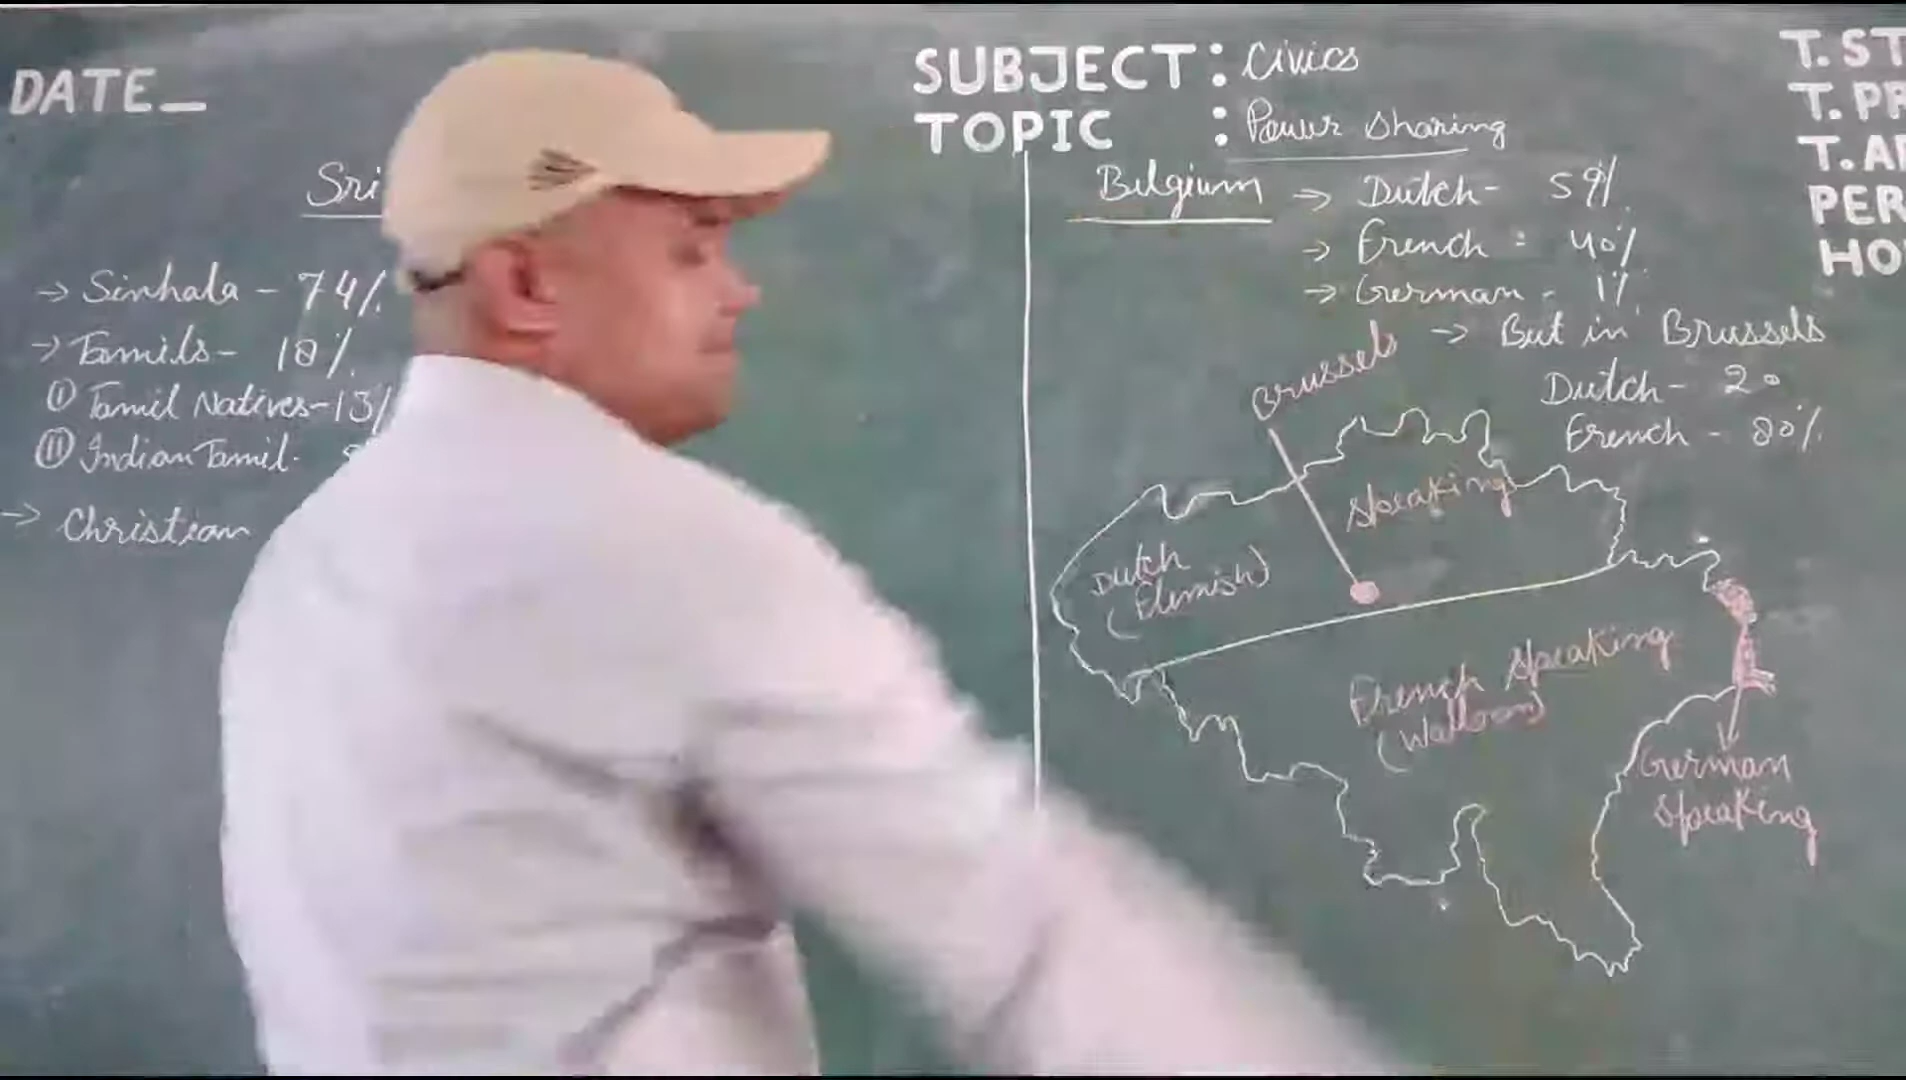 DATE_
SUBJECT : Civics
TOPIC : Power sharing
T. ST
T. PR
T. A
PER
HO
Sri
→ Sinhala - 74%
→ Tamils - 18%
(I) Tamil Natives - 13%
(II) Indian Tamil.
→ Christian
Belgium → Dutch - 59%
→ French = 40%
→ German - 1%
→ But in Brussels
Dutch - 20
French - 80%
Brussels
speaking
Dutch
(Flemish)
French speaking
(Walloon)
German
speaking